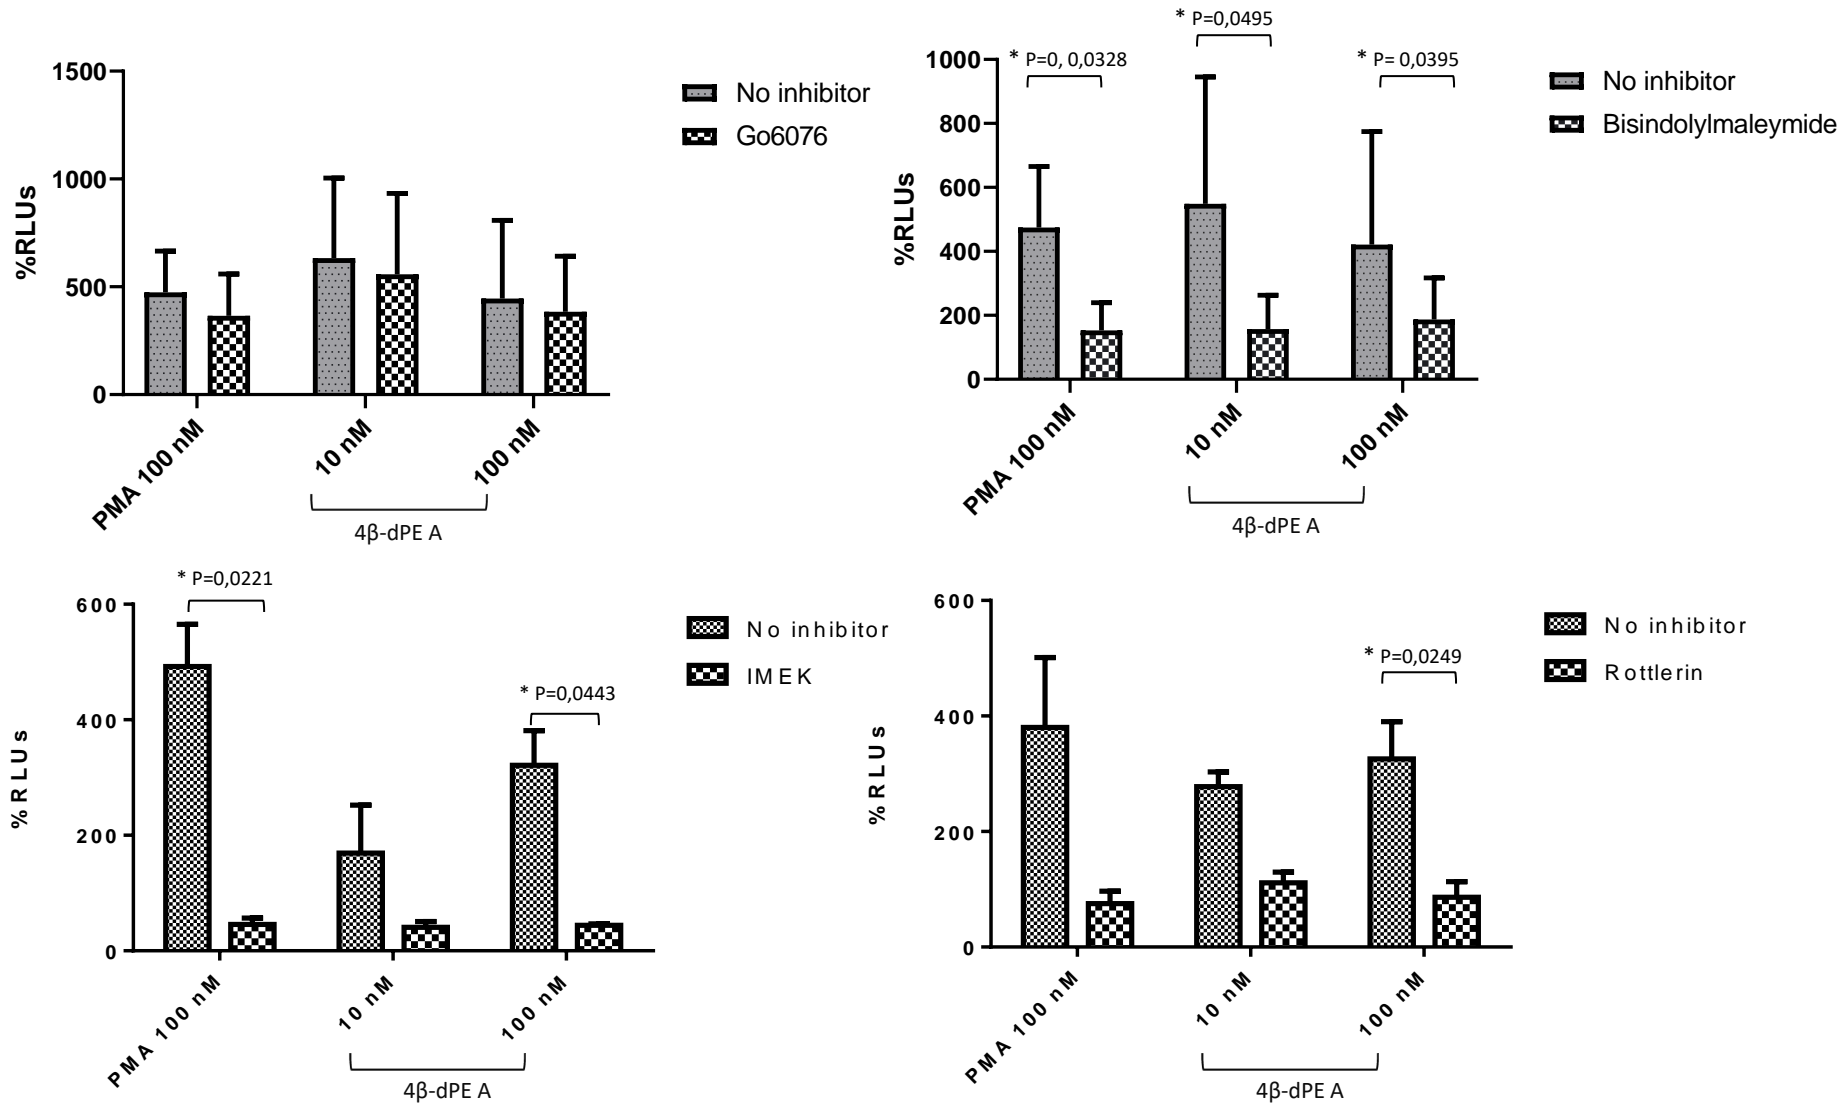 1500
1000
500
0
%RLUs
No inhibitor
Go6076
PMA 100 nM
10 nM
100 nM
4β-dPE A
* P=0,0495
* P=0, 0,0328
* P= 0,0395
1000
800
600
400
200
0
%RLUs
No inhibitor
Bisindolylmaleymide
PMA 100 nM
10 nM
100 nM
4β-dPE A
* P=0,0221
* P=0,0443
600
400
200
0
%RLUs
No inhibitor
IMEK
PMA 100 nM
10 nM
100 nM
4β-dPE A
* P=0,0249
600
400
200
0
%RLUs
No inhibitor
Rottlerin
PMA 100 nM
10 nM
100 nM
4β-dPE A